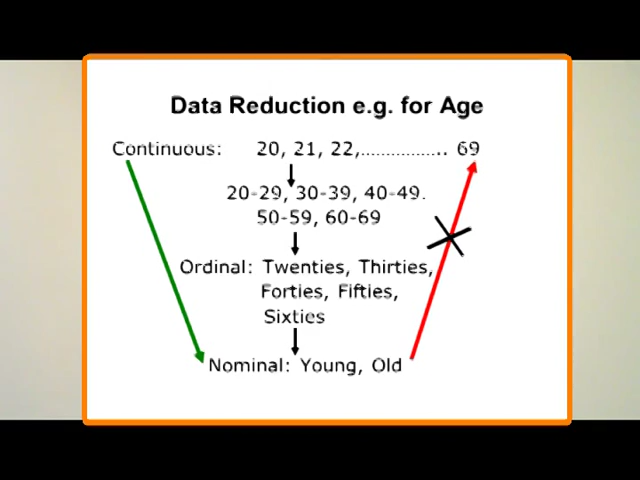 Data Reduction e.g. for Age
Continuous: 20, 21, 22,................ 69
20-29, 30-39, 40-49.
50-59, 60-69
Ordinal: Twenties, Thirties,
Forties, Fifties,
Sixties
Nominal: Young, Old